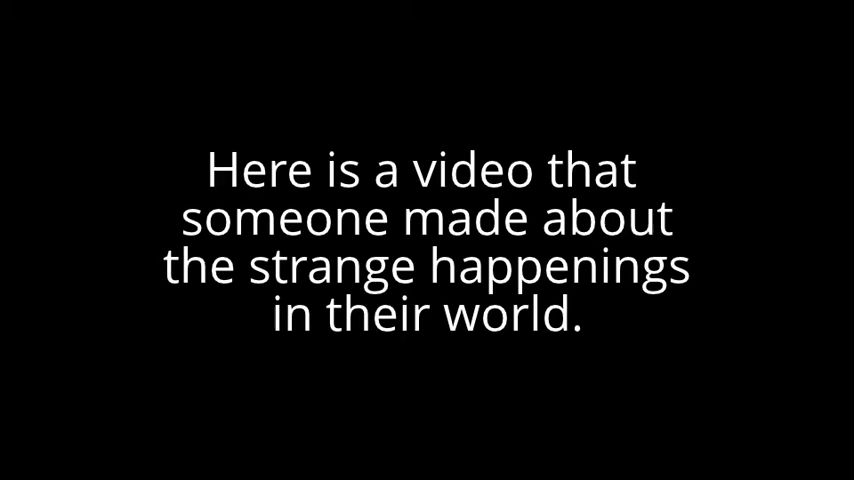 Here is a video that
someone made about
the strange happenings
in their world.